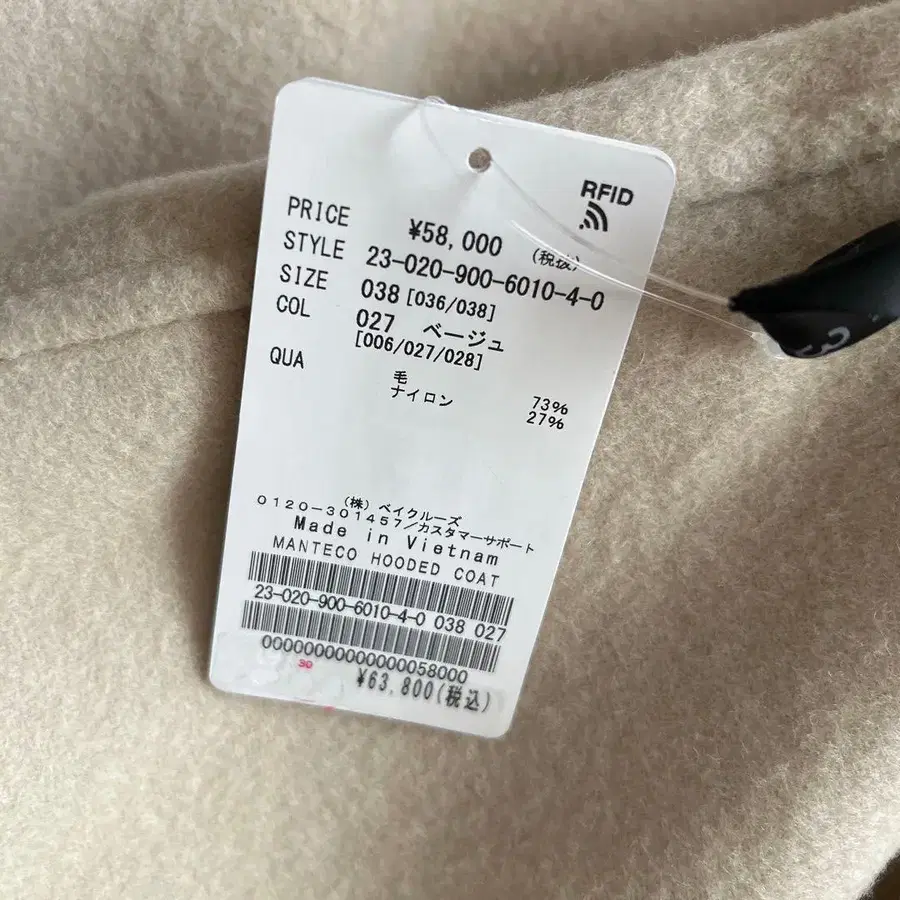 RFID
PRICE ¥58,000 (税抜)
STYLE 23-020-900-6010-4-0
SIZE 038 [036/038]
COL 027 ベージュ
[006/027/028]
QUA 毛 73%
ナイロン 27%
(株) ベイクルーズ
0120-301457/カスタマーサポート
Made in Vietnam
MANTECO HOODED COAT
23-020-900-6010-4-0 038 027
0000000000000058000
¥63,800(税込)